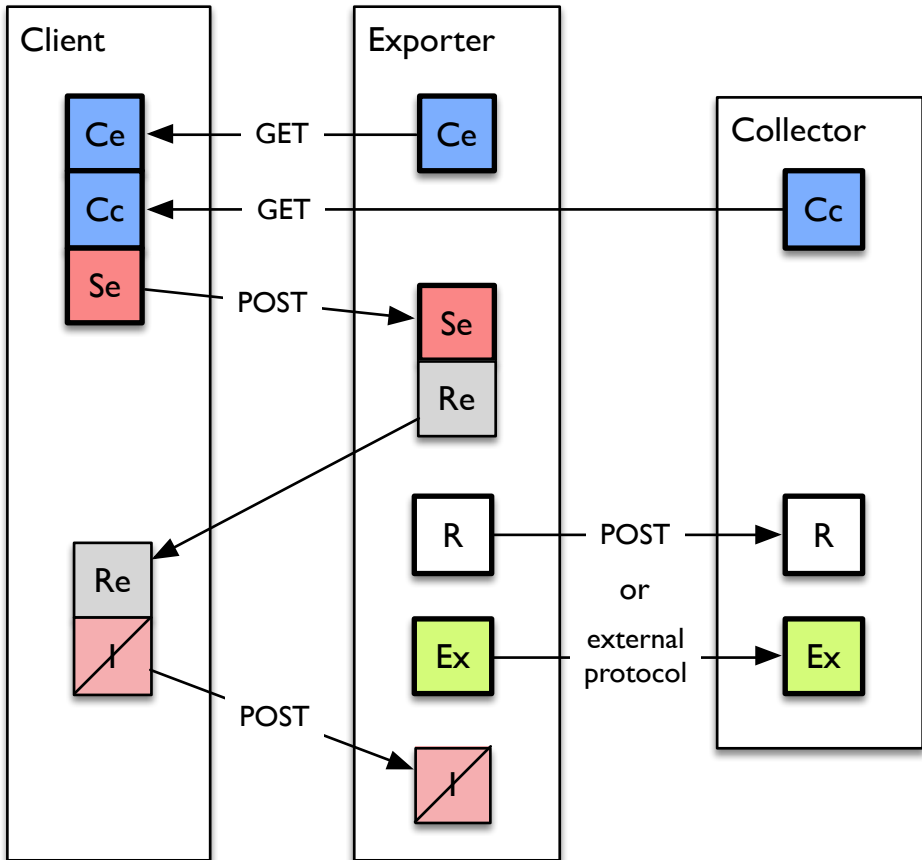 Client
Exporter
Collector
Ce
GET
Ce
Cc
GET
Cc
Se
POST
Se
Re
R
POST
R
or
Re
I
Ex
external
protocol
Ex
POST
I